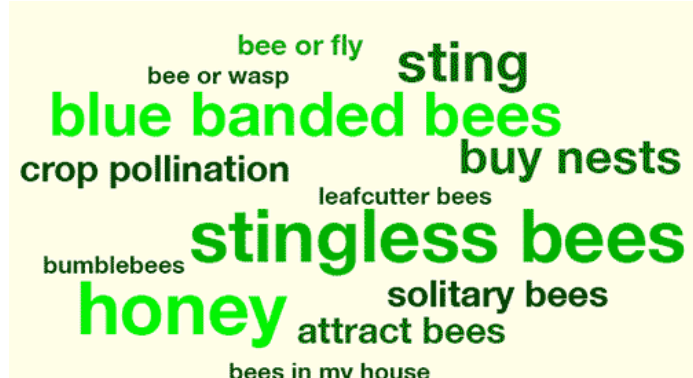 bee or fly
sting
bee or wasp
blue banded bees
buy nests
crop pollination
leafcutter bees
stingless bees
bumblebees
solitary bees
honey
attract bees
bees in my house